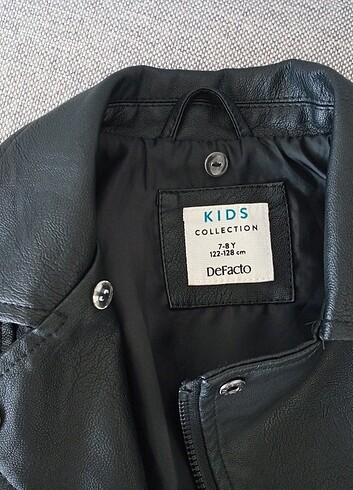 KIDS
COLLECTION
7-8 Y
122-128 cm
DeFacto